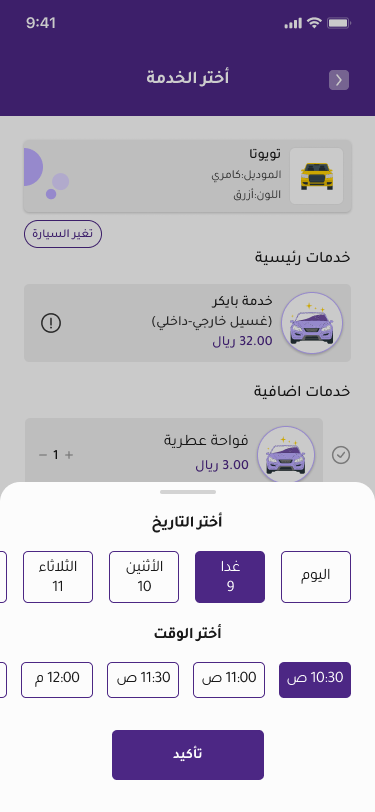 9:41
أختر الخدمة
تويوتا
الموديل:كامري
اللون:أزرق
تغير السيارة
خدمات رئيسية
خدمة بايكر
(غسيل خارجي-داخلي)
32.00 ريال
خدمات اضافية
فواحة عطرية
3.00 ريال
− 1 +
أختر التاريخ
اليوم
غدا
9
الأثنين
10
الثلاثاء
11
أختر الوقت
10:30 ص
11:00 ص
11:30 ص
12:00 م
تأكيد